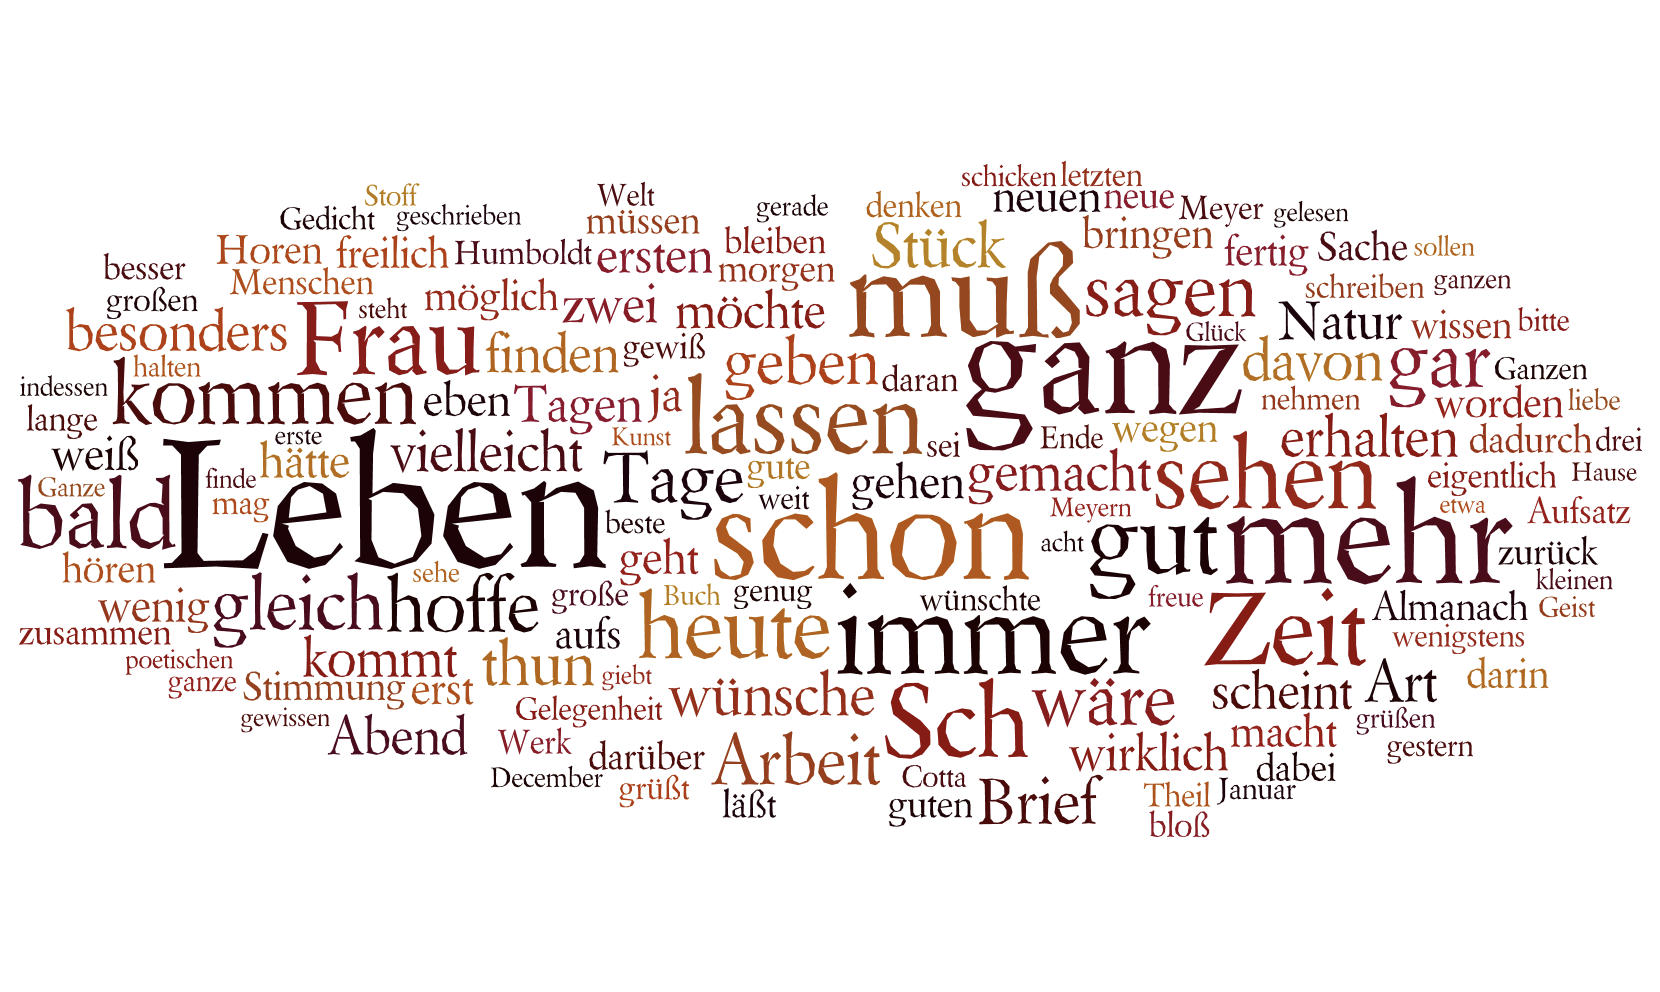 schicken letzten
Stoff Welt neuen neue
Gedicht geschrieben müssen gerade denken Meyer gelesen
Horen freilich Humboldt ersten bleiben Stück bringen fertig Sache sollen
besser Menschen morgen muß sagen schreiben ganzen
großen steht möglich zwei möchte Natur wissen bitte
besonders Frau finden gewiß Glück
halten geben daran ganz davon gar Ganzen
indessen kommen eben Tagen ja lassen nehmen worden liebe
lange erste vielleicht Kunst sei Ende wegen erhalten dadurch drei
weiß hätte Tage gute gehen gemacht sehen eigentlich Hause
Ganze finde
bald Leben mag beste weit schon Meyern gut mehr etwa Aufsatz
hören sehe geht acht zurück
kleinen
wenig gleich hoffe große Buch genug wünschte freue Zeit Almanach Geist
zusammen aufs heute immer wenigstens
poetischen kommt thun
ganze Stimmung erst giebt wünsche Sch wäre scheint Art darin
gewissen Abend Gelegenheit grüßen
Werk darüber Arbeit wirklich macht gestern
December grüßt Cotta dabei
läßt guten Brief Theil Januar
bloß